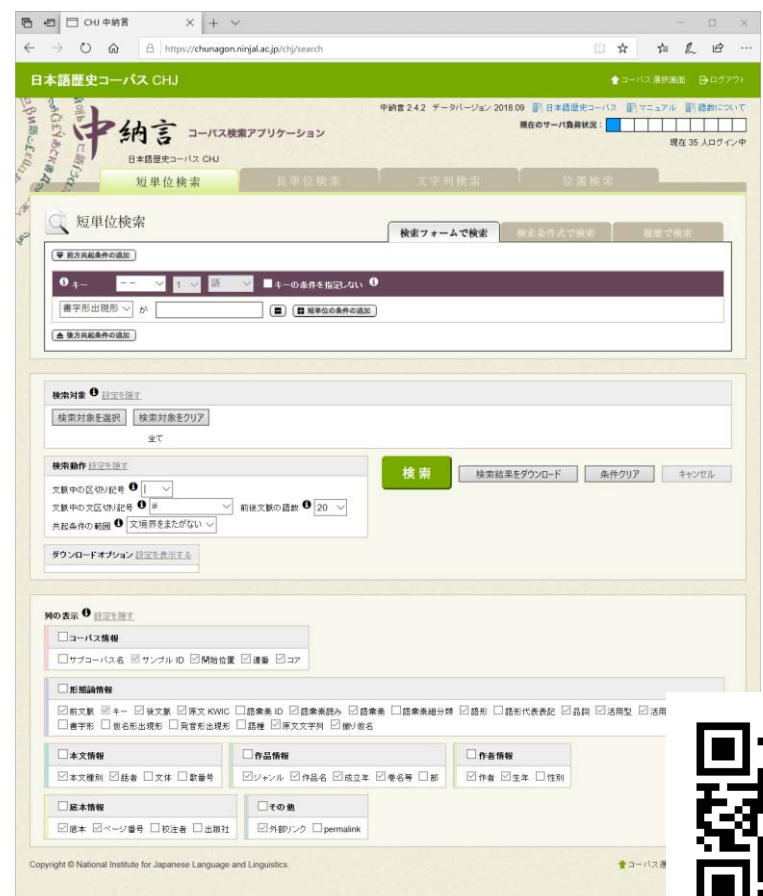 CHJ 中納言
https://chunagon.ninjal.ac.jp/chj/search
日本語歴史コーパス CHJ
コーパス選択画面 ログアウト
中納言 2.4.2 データバージョン 2018.09 日本語歴史コーパス マニュアル 語数について
現在のサーバ負荷状況：
現在 35 人ログイン中
中納言 コーパス検索アプリケーション
日本語歴史コーパス CHJ
短単位検索 長単位検索 文字列検索 位置検索
短単位検索
検索フォームで検索 検索条件式で検索 履歴で検索
前方共起条件の追加
キー -- 1 語 キーの条件を指定しない
書字形出現形 が 短単位の条件の追加
後方共起条件の追加
検索対象 設定を隠す
検索対象を選択 検索対象をクリア
全て
検索動作 設定を隠す
文脈中の区切り記号 |
文脈中の文区切り記号 # 前後文脈の語数 20
共起条件の範囲 文境界をまたがない
検索 検索結果をダウンロード 条件クリア キャンセル
ダウンロードオプション 設定を表示する
列の表示 設定を隠す
コーパス情報
サブコーパス名 サンプル ID 開始位置 連番 コア
形態論情報
前文脈 キー 後文脈 原文 KWIC 語彙素 ID 語彙素読み 語彙素 語彙素細分類 語形 語形代表表記 品詞 活用型 活用
書字形 仮名形出現形 発音形出現形 語種 原文文字列 振り仮名
本文情報
本文種別 話者 文体 歌番号
作品情報
ジャンル 作品名 成立年 巻名等 部
作者情報
作者 生年 性別
底本情報
底本 ページ番号 校注者 出版社
その他
外部リンク permalink
Copyright © National Institute for Japanese Language and Linguistics.
コーパス選